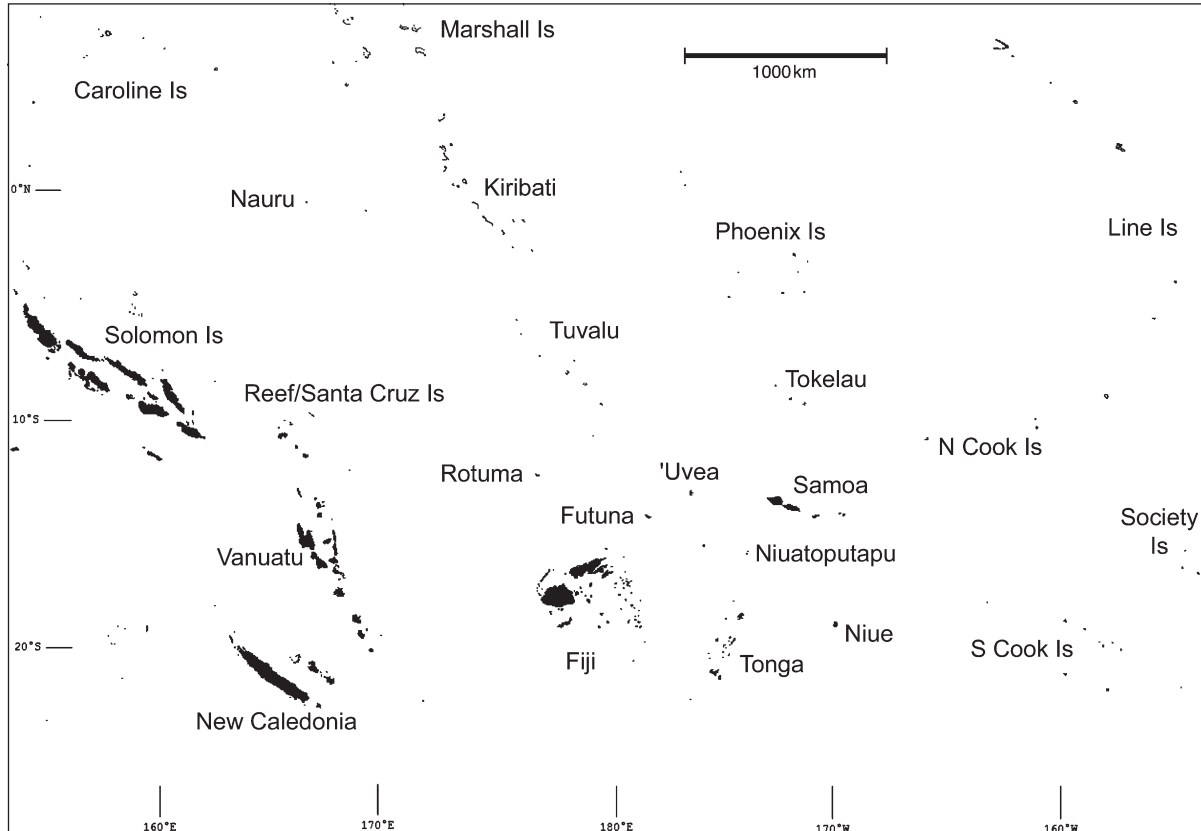 Marshall Is
1000km
Caroline Is
0°N
Nauru
Kiribati
Phoenix Is
Line Is
Solomon Is
Tuvalu
Tokelau
Reef/Santa Cruz Is
10°S
N Cook Is
Rotuma
'Uvea
Samoa
Futuna
Society
Is
Vanuatu
Niuatoputapu
Niue
20°S
Fiji
Tonga
S Cook Is
New Caledonia
160°E
170°E
180°
170°W
160°W